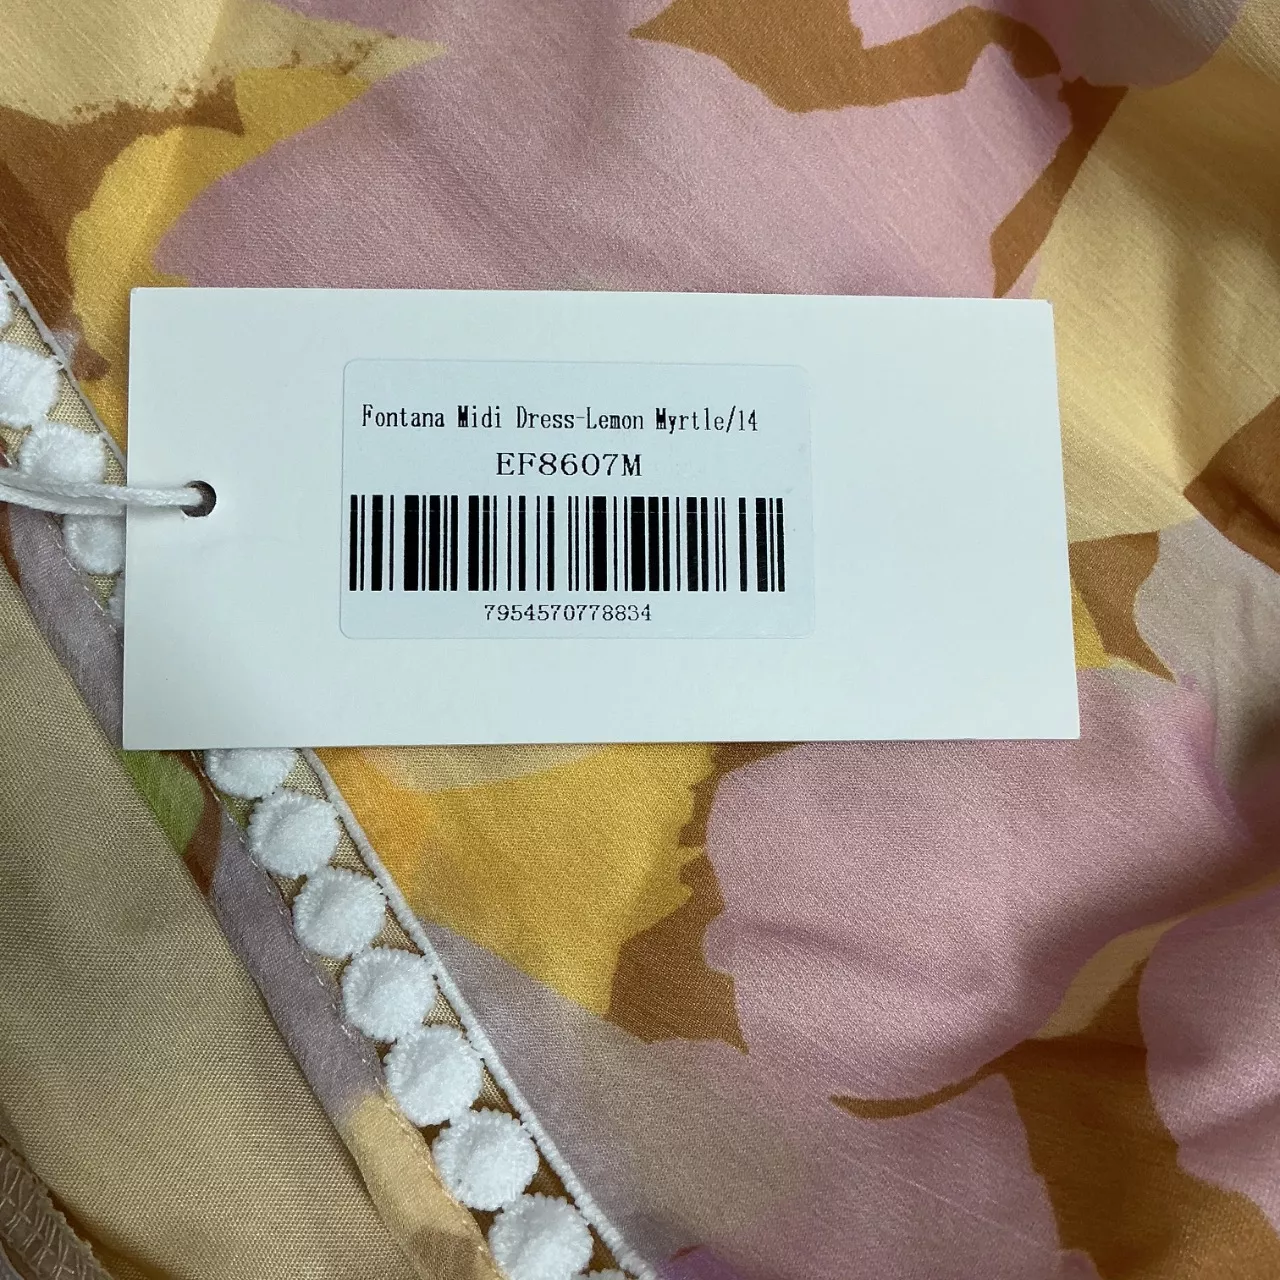 Fontana Midi Dress-Lemon Myrtle/14
EF8607M
7954570778834